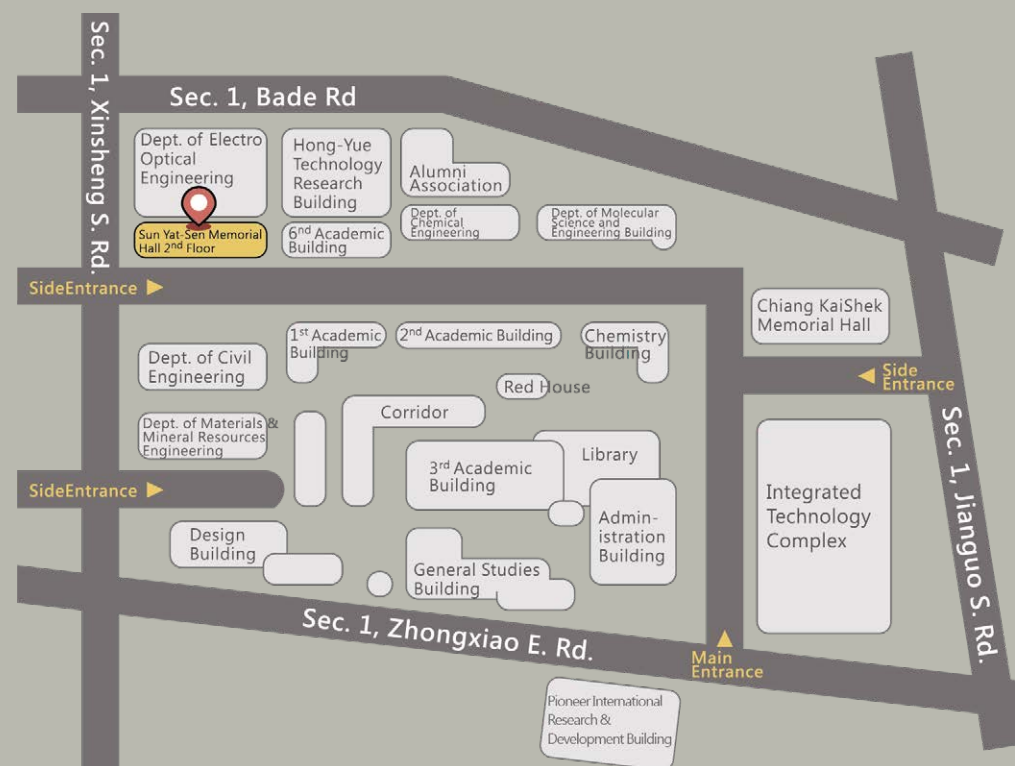 Sec. 1, Xinsheng S. Rd.
Sec. 1, Bade Rd
Dept. of Electro
Optical
Engineering
Hong-Yue
Technology
Research
Building
Alumni
Association
Sun Yat-Sen Memorial
Hall 2nd Floor
6nd Academic
Building
Dept. of
Chemical
Engineering
Dept. of Molecular
Science and
Engineering Building
SideEntrance
Chiang KaiShek
Memorial Hall
1st Academic
Building
2nd Academic Building
Chemistry
Building
Dept. of Civil
Engineering
Red House
Side
Entrance
Corridor
Dept. of Materials &
Mineral Resources
Engineering
3rd Academic
Building
Library
Sec. 1, Jianguo S. Rd.
SideEntrance
Integrated
Technology
Complex
Admin-
istration
Building
Design
Building
General Studies
Building
Sec. 1, Zhongxiao E. Rd.
Main
Entrance
Pioneer International
Research &
Development Building